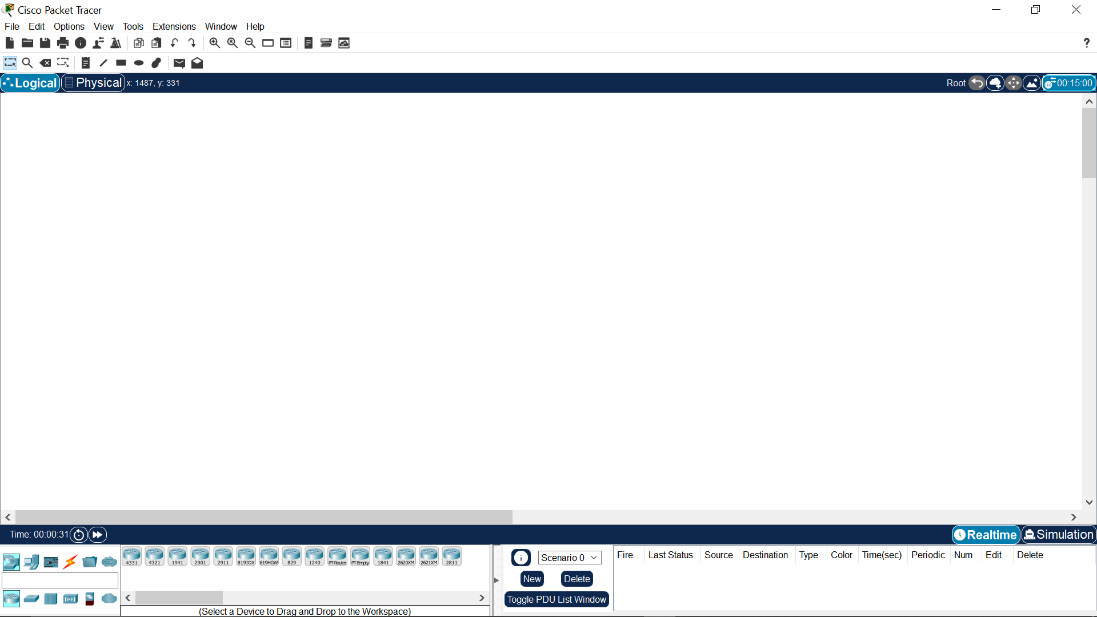 Cisco Packet Tracer
File Edit Options View Tools Extensions Window Help
?
Logical Physical x: 1487, y: 331 Root 00:15:00
Time: 00:00:31 Realtime Simulation
4331 4321 1941 2901 2911 819HGW 829 1240 PT-Router PT-Empty 1841 2620XM 2621XM 2811
(Select a Device to Drag and Drop to the Workspace)
Scenario 0
New Delete
Toggle PDU List Window
Fire Last Status Source Destination Type Color Time(sec) Periodic Num Edit Delete